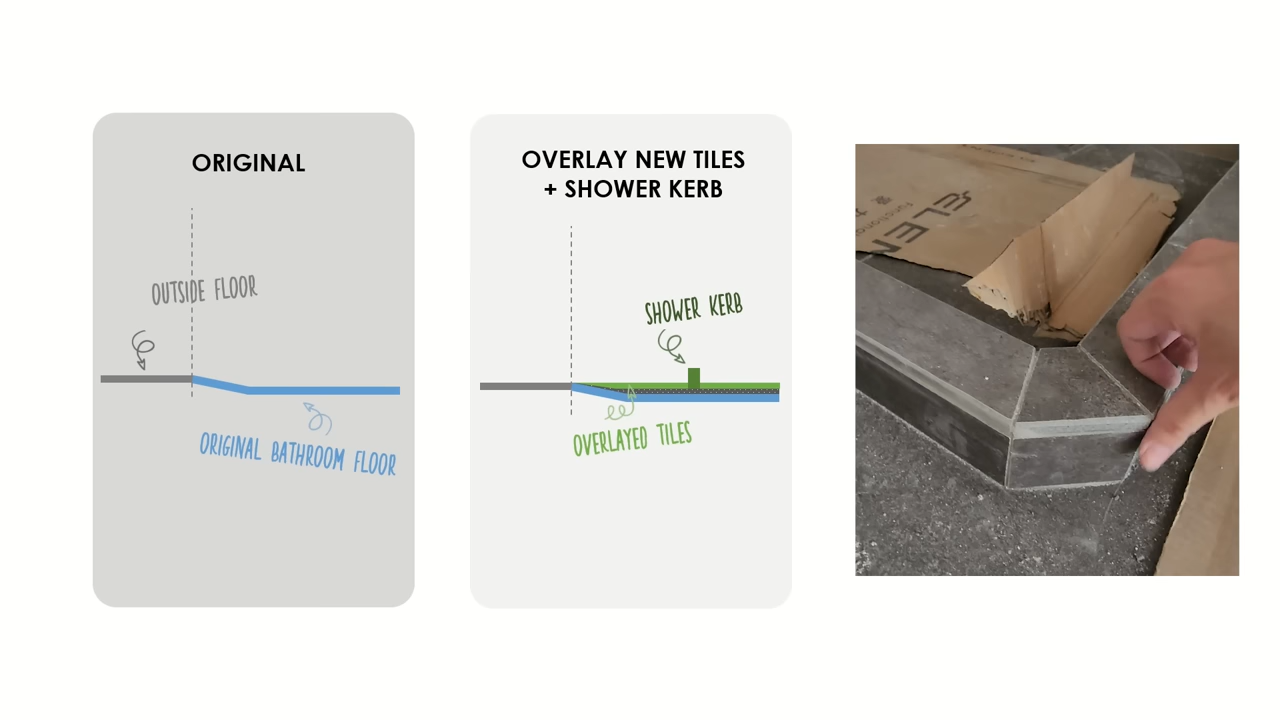 ORIGINAL
OUTSIDE FLOOR
ORIGINAL BATHROOM FLOOR
OVERLAY NEW TILES
+ SHOWER KERB
SHOWER KERB
OVERLAYED TILES